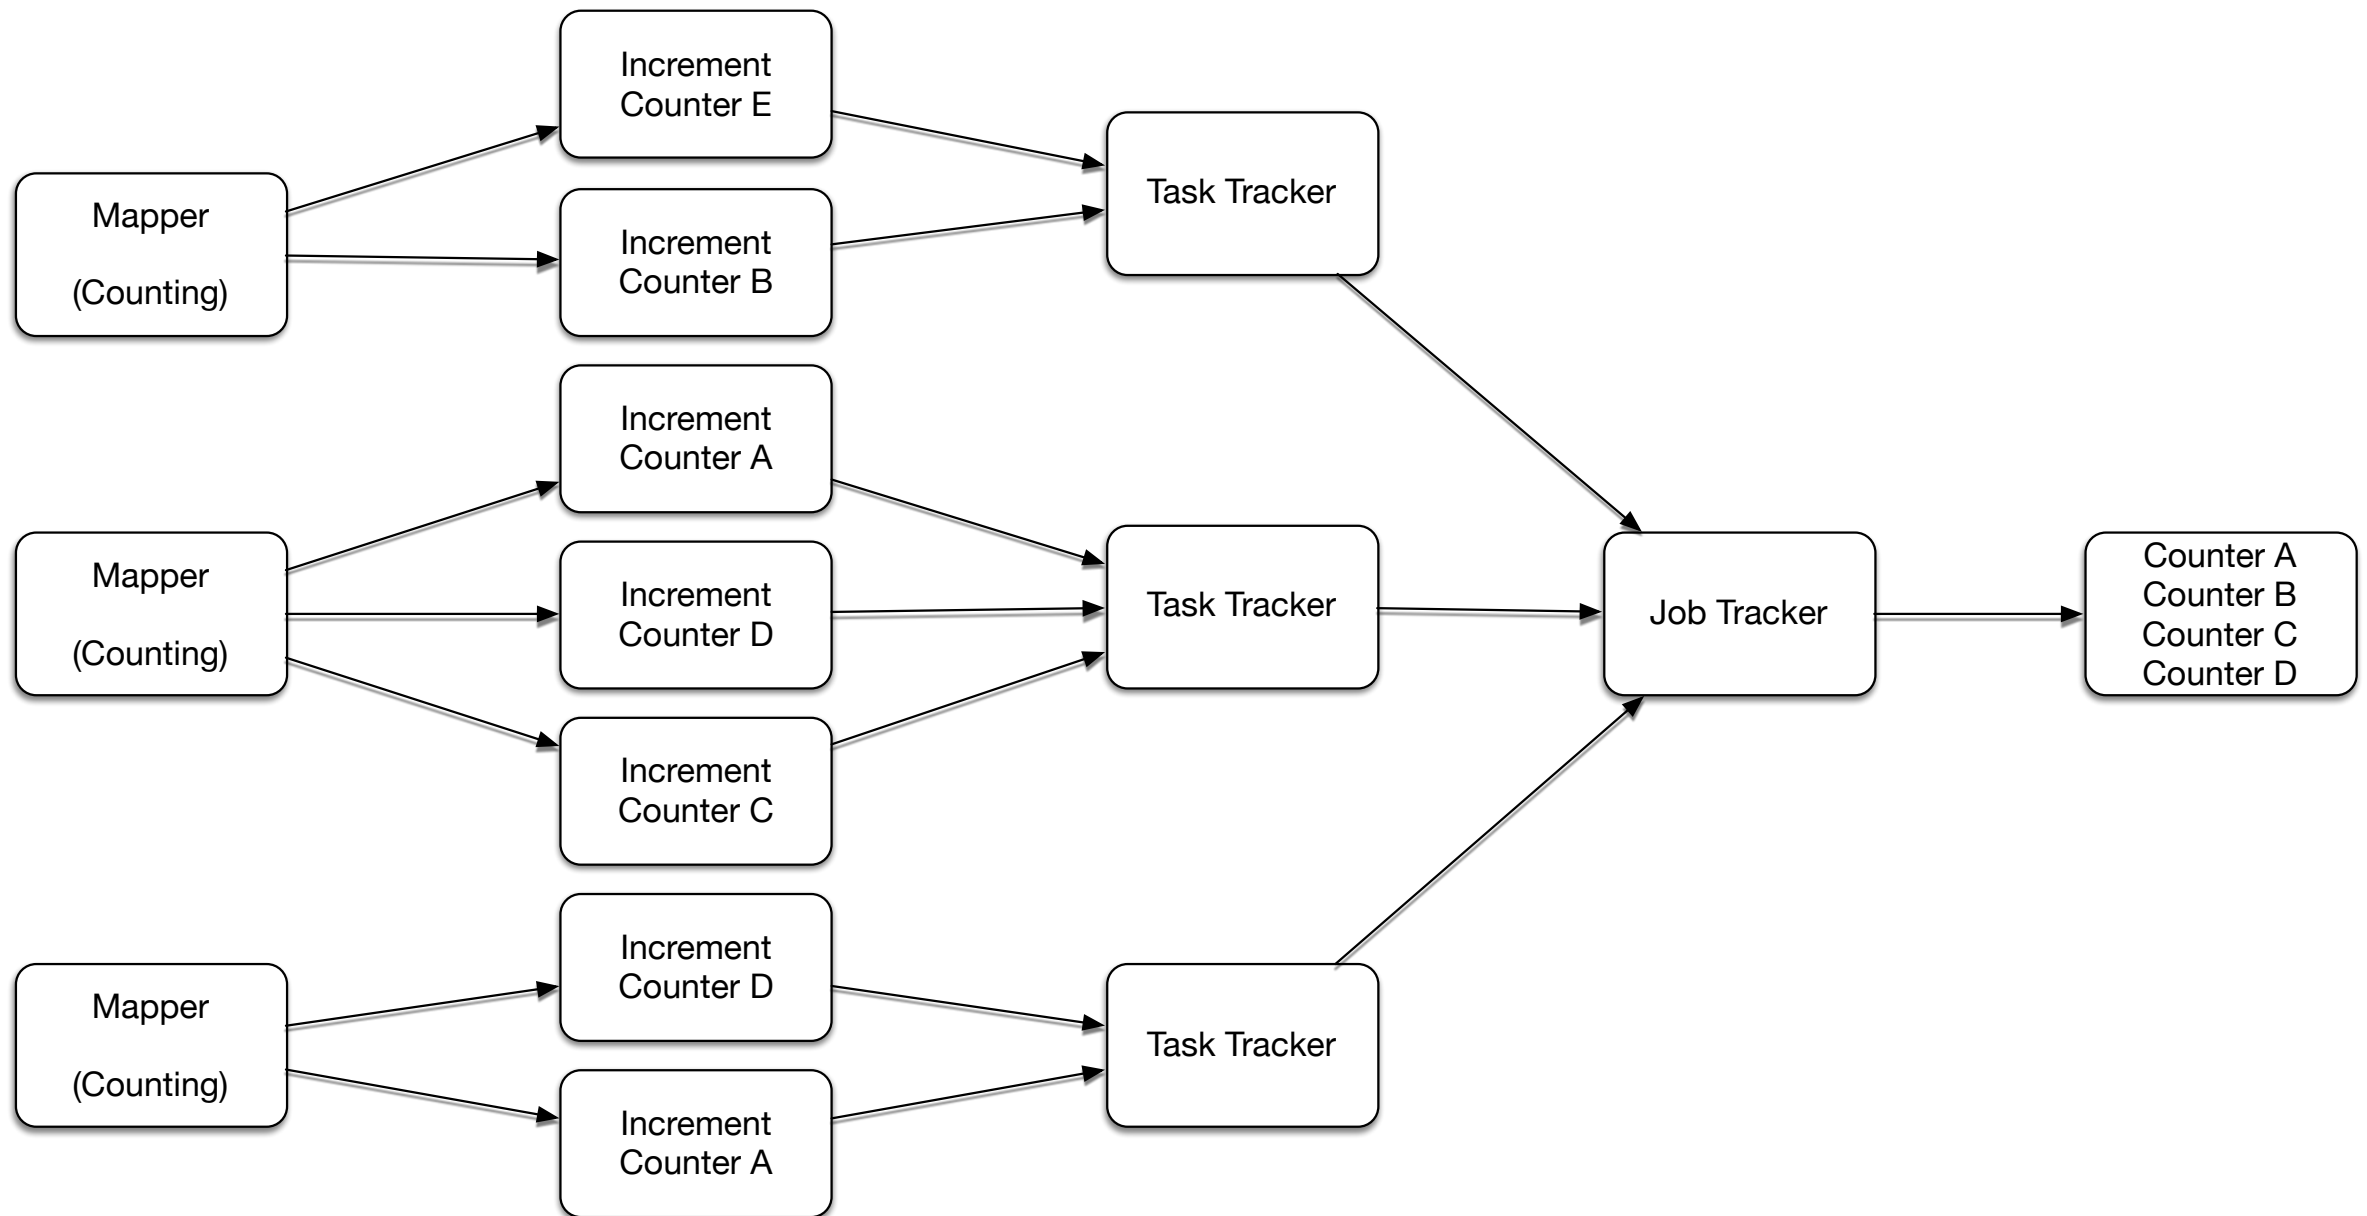 Increment
Counter E
Mapper
(Counting)
Increment
Counter B
Task Tracker
Increment
Counter A
Mapper
(Counting)
Increment
Counter D
Increment
Counter C
Task Tracker
Job Tracker
Counter A
Counter B
Counter C
Counter D
Mapper
(Counting)
Increment
Counter D
Increment
Counter A
Task Tracker